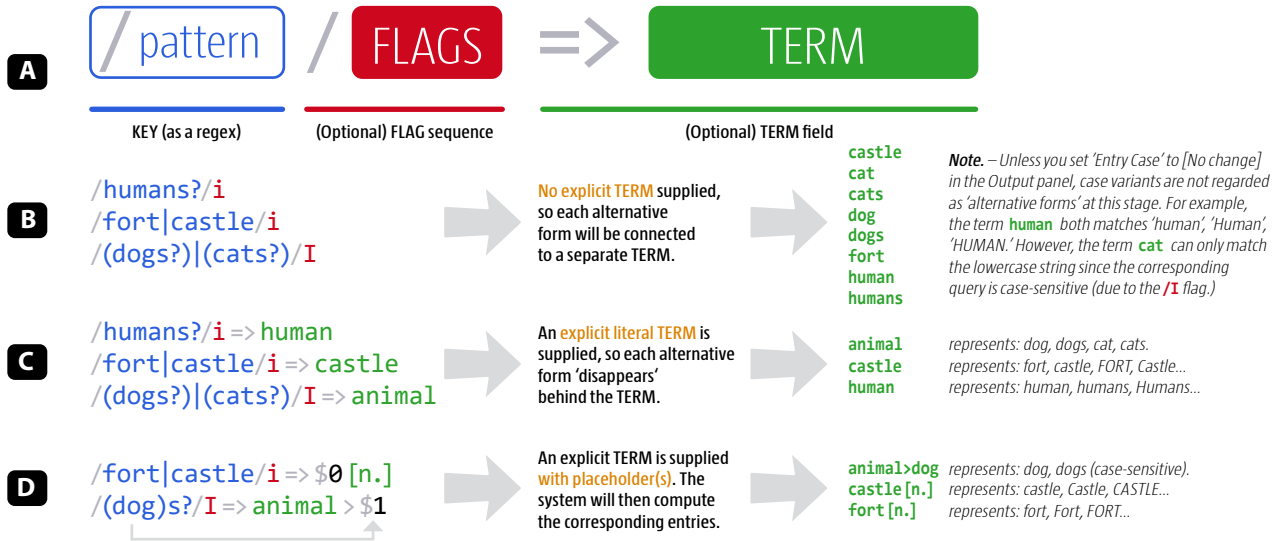 A
/pattern / FLAGS => TERM
KEY (as a regex)
(Optional) FLAG sequence
(Optional) TERM field
B
/humans?/i
/fort|castle/i
/(dogs?)|(cats?)/I
No explicit TERM supplied,
so each alternative
form will be connected
to a separate TERM.
castle
cat
cats
dog
dogs
fort
human
humans
Note. – Unless you set ‘Entry Case’ to [No change]
in the Output panel, case variants are not regarded
as ‘alternative forms’ at this stage. For example,
the term human both matches ‘human’, ‘Human’,
‘HUMAN.’ However, the term cat can only match
the lowercase string since the corresponding
query is case-sensitive (due to the /I flag.)
C
/humans?/i => human
/fort|castle/i => castle
/(dogs?)|(cats?)/I => animal
An explicit literal TERM is
supplied, so each alternative
form ‘disappears’
behind the TERM.
animal represents: dog, dogs, cat, cats.
castle represents: fort, castle, FORT, Castle...
human represents: human, humans, Humans...
D
/fort|castle/i => $0 [n.]
/(dog)s?/I => animal > $1
An explicit TERM is supplied
with placeholder(s). The
system will then compute
the corresponding entries.
animal>dog represents: dog, dogs (case-sensitive).
castle[n.] represents: castle, Castle, CASTLE...
fort[n.] represents: fort, Fort, FORT...